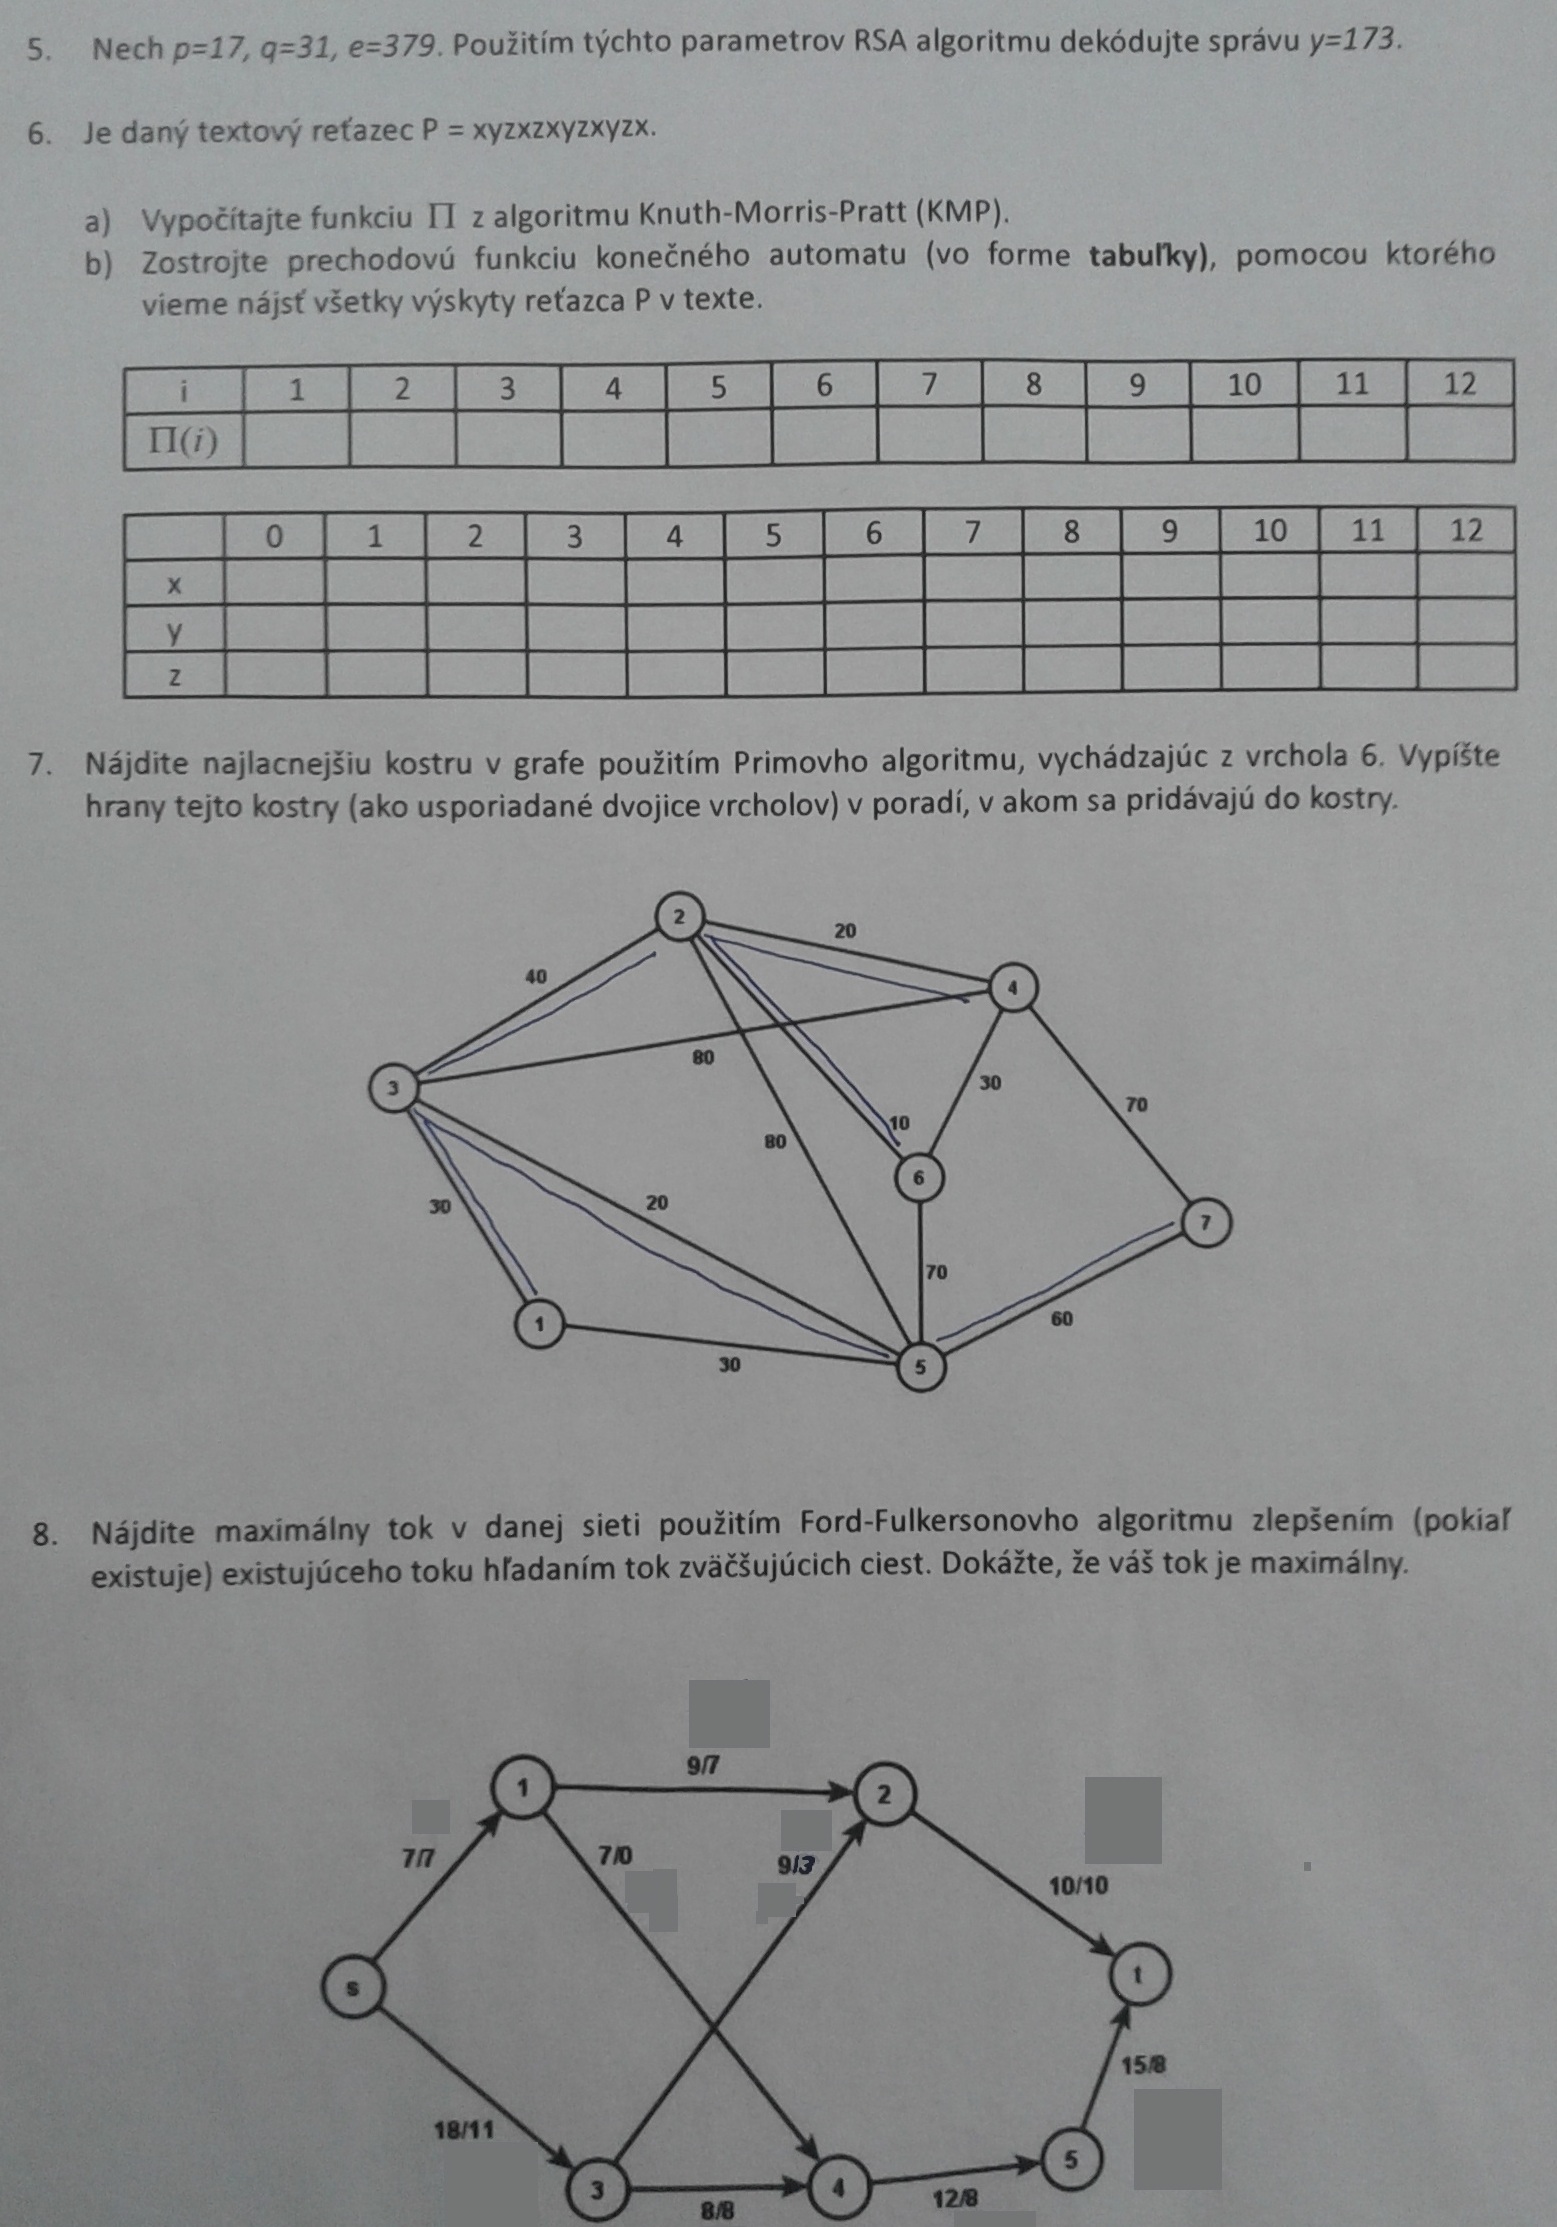 5. Nech p=17, q=31, e=379. Použitím týchto parametrov RSA algoritmu dekódujte správu y=173.
6. Je daný textový reťazec P = xyzxzxyzxyzx.
a) Vypočítajte funkciu Π z algoritmu Knuth-Morris-Pratt (KMP).
b) Zostrojte prechodovú funkciu konečného automatu (vo forme tabuľky), pomocou ktorého
vieme nájsť všetky výskyty reťazca P v texte.
i 1 2 3 4 5 6 7 8 9 10 11 12
Π(i)
0 1 2 3 4 5 6 7 8 9 10 11 12
x
y
z
7. Nájdite najlacnejšiu kostru v grafe použitím Primovho algoritmu, vychádzajúc z vrchola 6. Vypíšte
hrany tejto kostry (ako usporiadané dvojice vrcholov) v poradí, v akom sa pridávajú do kostry.
2
20
40
4
80
3
30
70
10
80
6
30
20
7
70
60
1
30
5
8. Nájdite maximálny tok v danej sieti použitím Ford-Fulkersonovho algoritmu zlepšením (pokiaľ
existuje) existujúceho toku hľadaním tok zväčšujúcich ciest. Dokážte, že váš tok je maximálny.
9/7
1
2
7/7
7/0
9/3
10/10
s
t
15/8
18/11
5
3
4
8/8
12/8